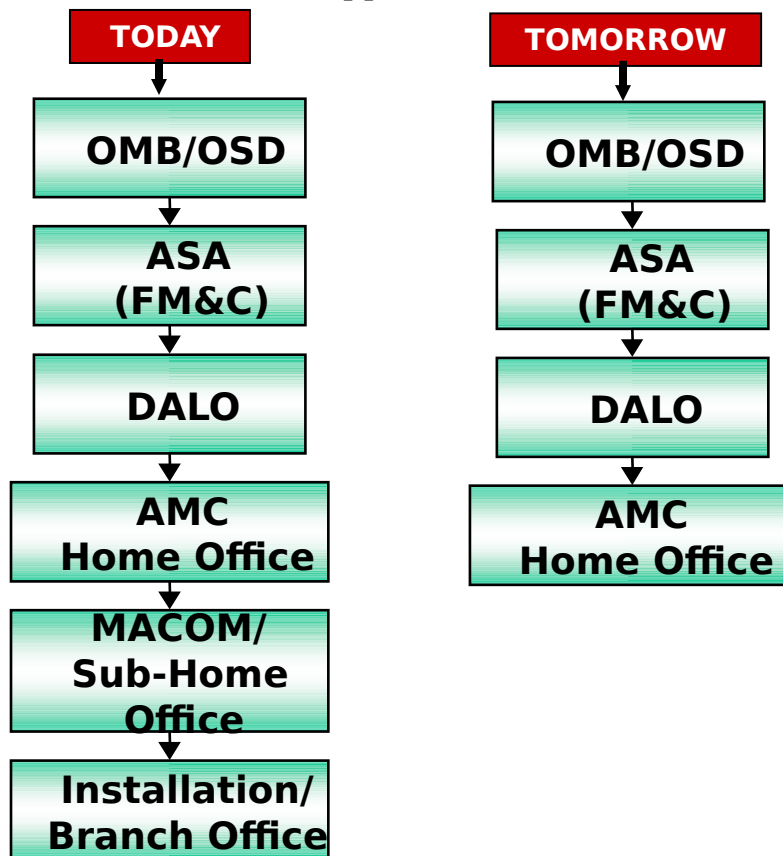 TODAY
OMB/OSD
ASA
(FM&C)
DALO
AMC
Home Office
MACOM/
Sub-Home
Office
Installation/
Branch Office
TOMORROW
OMB/OSD
ASA
(FM&C)
DALO
AMC
Home Office